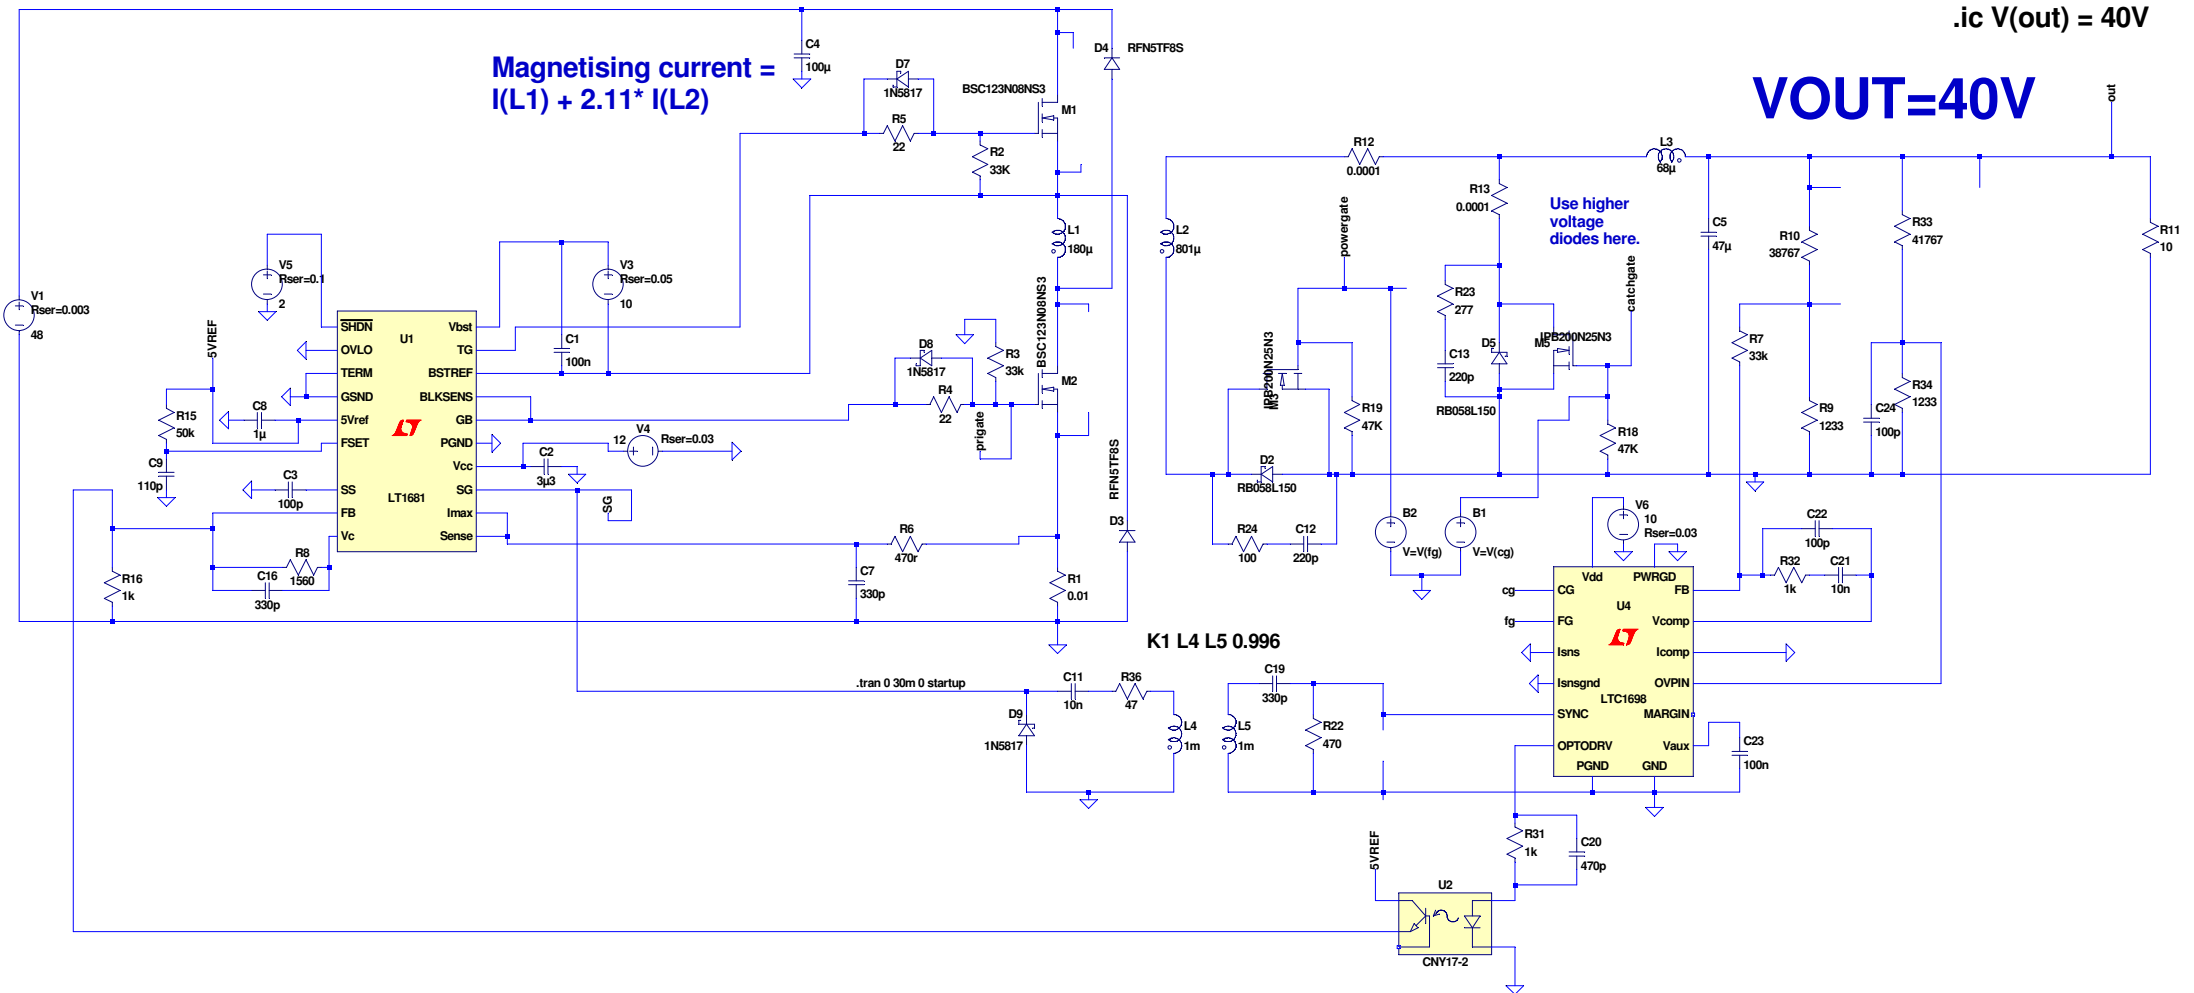 .ic V(out) = 40V
Magnetising current =
I(L1) + 2.11* I(L2)
VOUT=40V
C4
100µ
D7
1N5817
R5
22
BSC123N08NS3
M1
D4
RFN5TF8S
R2
33K
L1
180µ
V1
Rser=0.003
48
V5
Rser=0.1
2
V3
Rser=0.05
10
C1
100n
5VREF
R15
50k
C8
1µ
C9
110p
C3
100p
U1
LT1681
SHDN
OVLO
TERM
GSND
5Vref
FSET
SS
FB
Vc
Vbst
TG
BSTREF
BLKSENS
GB
PGND
Vcc
SG
Imax
Sense
D8
1N5817
R4
22
R3
33k
BSC123N08NS3
M2
prigate
12
V4
Rser=0.03
C2
3µ3
SG
R16
1k
R8
1560
C16
330p
R6
470r
C7
330p
R1
0.01
RFN5TF8S
D3
R12
0.0001
L2
801µ
powergate
R13
0.0001
L3
68µ
Use higher
voltage
diodes here.
catchgate
R23
277
C13
220p
D5
RB058L150
IPB200N25N3
M5
IPB200N25N3
M3
R19
47K
D2
RB058L150
R24
100
C12
220p
R18
47K
B2
V=V(fg)
B1
V=V(cg)
C5
47µ
R10
38767
R33
41767
out
R11
10
R7
33k
R9
1233
C24
100p
R34
1233
V6
10
Rser=0.03
C22
100p
R32
1k
C21
10n
cg
fg
U4
LTC1698
Vdd
PWRGD
CG
FG
Isns
Isnsgnd
SYNC
OPTODRV
PGND
GND
FB
Vcomp
Icomp
OVPIN
MARGIN
Vaux
C23
100n
K1 L4 L5 0.996
.tran 0 30m 0 startup
D9
1N5817
C11
10n
R36
47
L4
1m
L5
1m
C19
330p
R22
470
R31
1k
C20
470p
5VREF
U2
CNY17-2